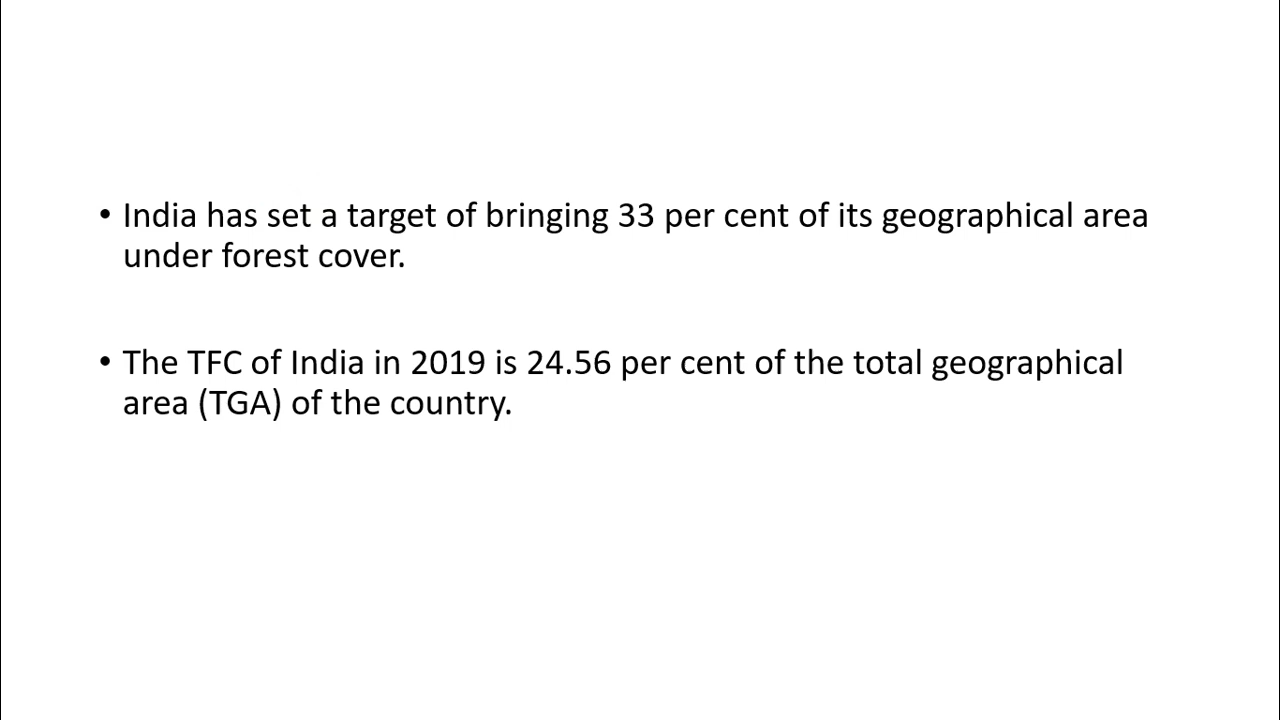 • India has set a target of bringing 33 per cent of its geographical area
under forest cover.
• The TFC of India in 2019 is 24.56 per cent of the total geographical
area (TGA) of the country.